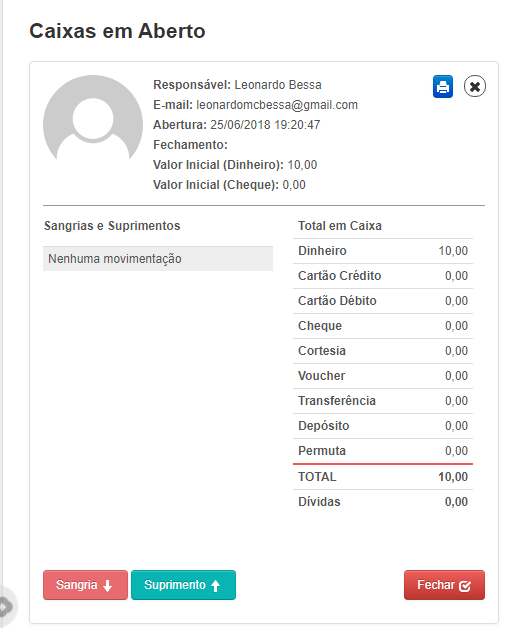 Caixas em Aberto
Responsável: Leonardo Bessa
E-mail: leonardomcbessa@gmail.com
Abertura: 25/06/2018 19:20:47
Fechamento:
Valor Inicial (Dinheiro): 10,00
Valor Inicial (Cheque): 0,00
Sangrias e Suprimentos
Nenhuma movimentação
Total em Caixa
Dinheiro 10,00
Cartão Crédito 0,00
Cartão Débito 0,00
Cheque 0,00
Cortesia 0,00
Voucher 0,00
Transferência 0,00
Depósito 0,00
Permuta 0,00
TOTAL 10,00
Dívidas 0,00
Sangria
Suprimento
Fechar